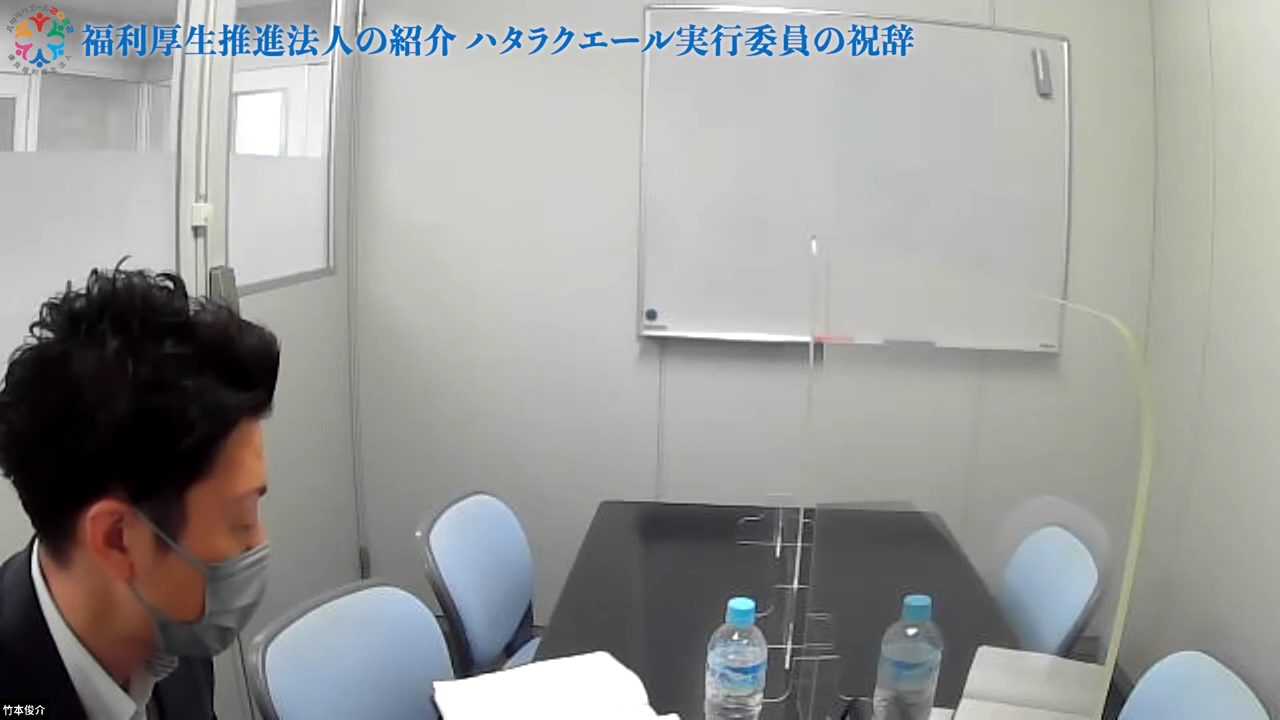 福利厚生推進法人の紹介 ハタラクエール実行委員の祝辞
竹本俊介